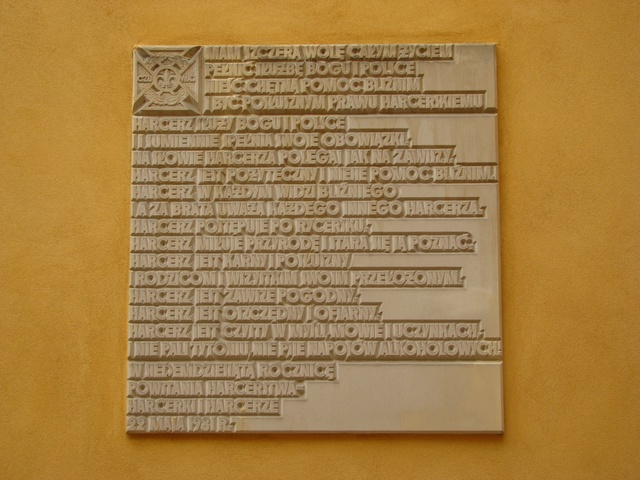 MAM SZCZERĄ WOLĘ CAŁYM ŻYCIEM
PEŁNIĆ SŁUŻBĘ BOGU I POLSCE
NIEŚĆ CHĘTNĄ POMOC BLIŹNIM
I BYĆ POSŁUSZNYM PRAWU HARCERSKIEMU
HARCERZ SŁUŻY BOGU I POLSCE
I SUMIENNIE SPEŁNIA SWOJE OBOWIĄZKI,
NA SŁOWIE HARCERZA POLEGAJ JAK NA ZAWISZY,
HARCERZ JEST POŻYTECZNY I NIESIE POMOC BLIŹNIM,
HARCERZ W KAŻDYM WIDZI BLIŹNIEGO
A ZA BRATA UWAŻA KAŻDEGO INNEGO HARCERZA,
HARCERZ POSTĘPUJE PO RYCERSKU,
HARCERZ MIŁUJE PRZYRODĘ I STARA SIĘ JĄ POZNAĆ,
HARCERZ JEST KARNY I POSŁUSZNY
RODZICOM I WSZYSTKIM SWOIM PRZEŁOŻONYM,
HARCERZ JEST ZAWSZE POGODNY,
HARCERZ JEST OSZCZĘDNY I OFIARNY,
HARCERZ JEST CZYSTY W MYŚLI, MOWIE I UCZYNKACH,
NIE PALI TYTONIU, NIE PIJE NAPOJÓW ALKOHOLOWYCH.
W SIEDEMDZIESIĄTĄ ROCZNICĘ
POWSTANIA HARCERSTWA-
HARCERKI I HARCERZE
22 MAJA 1981 R.